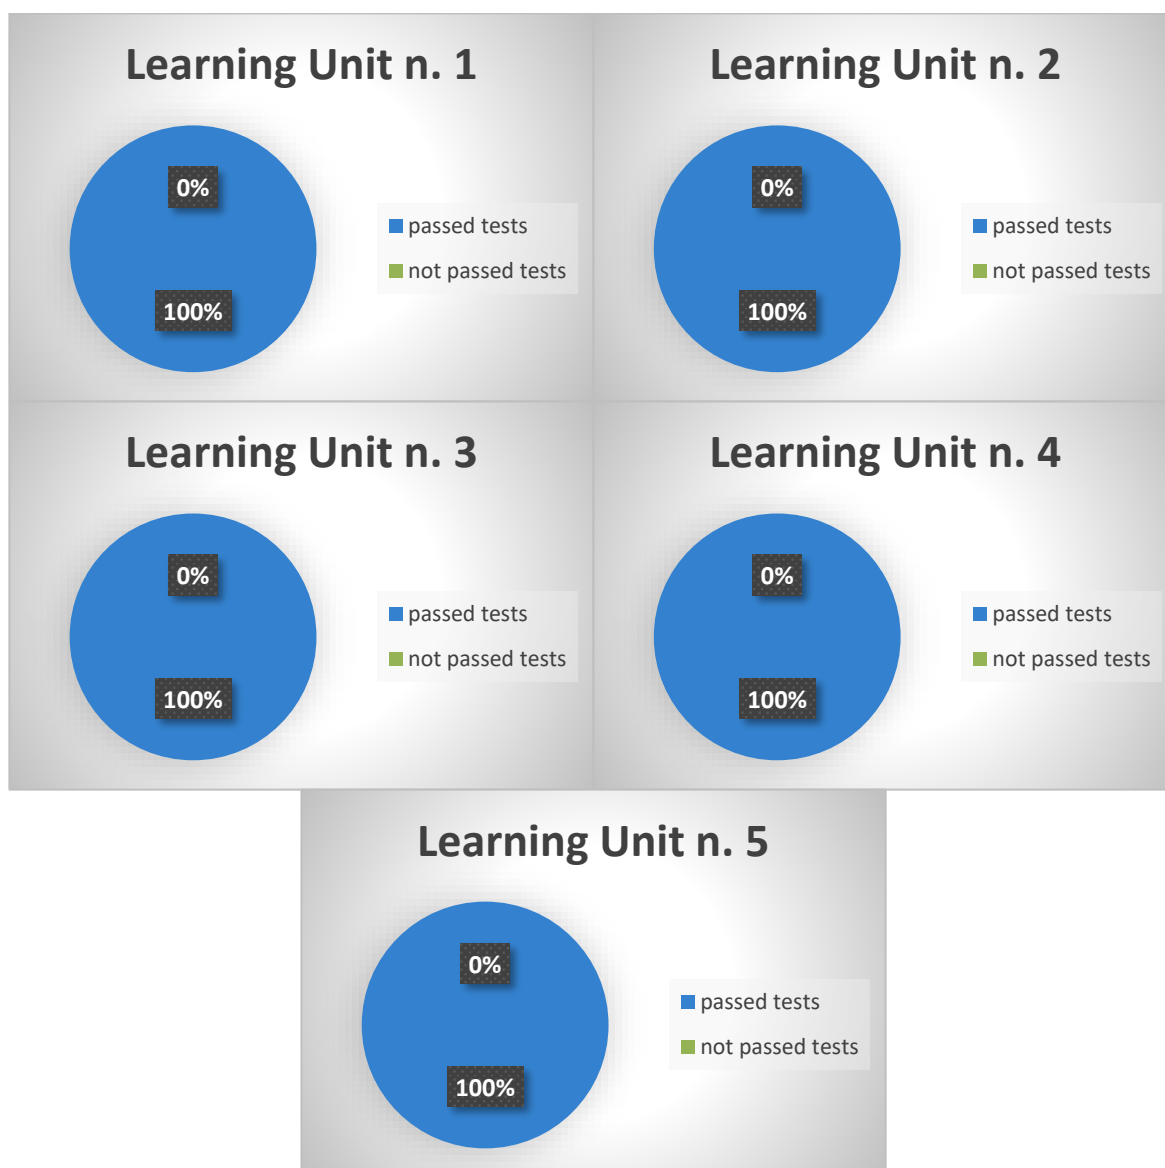 Learning Unit n. 1
0%
100%
passed tests
not passed tests
Learning Unit n. 2
0%
100%
passed tests
not passed tests
Learning Unit n. 3
0%
100%
passed tests
not passed tests
Learning Unit n. 4
0%
100%
passed tests
not passed tests
Learning Unit n. 5
0%
100%
passed tests
not passed tests